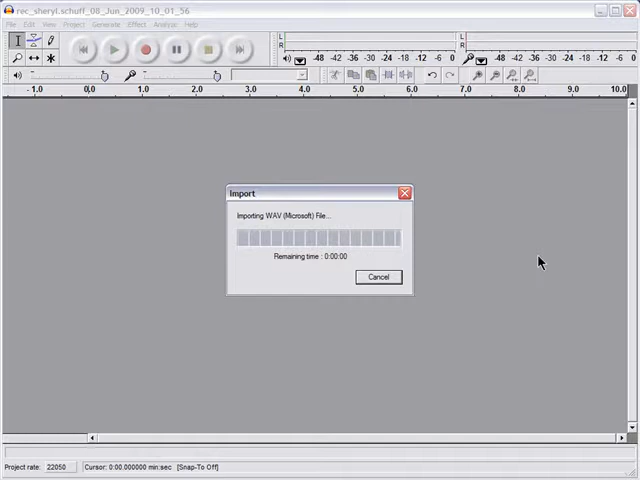 rec_sheryl.schuff_08_Jun_2009_10_01_56
File Edit View Project Generate Effect Analyze Help
L
R
-48 -42 -36 -30 -24 -18 -12 -6 0
L
R
-48 -42 -36 -30 -24 -18 -12 -6 0
- 1.0 0,0 1.0 2.0 3.0 4.0 5.0 6.0 7.0 8.0 9.0 10.0
Import
Importing WAV (Microsoft) File...
Remaining time : 0:00:00
Cancel
Project rate: 22050 Cursor: 0:00.000000 min:sec [Snap-To Off]